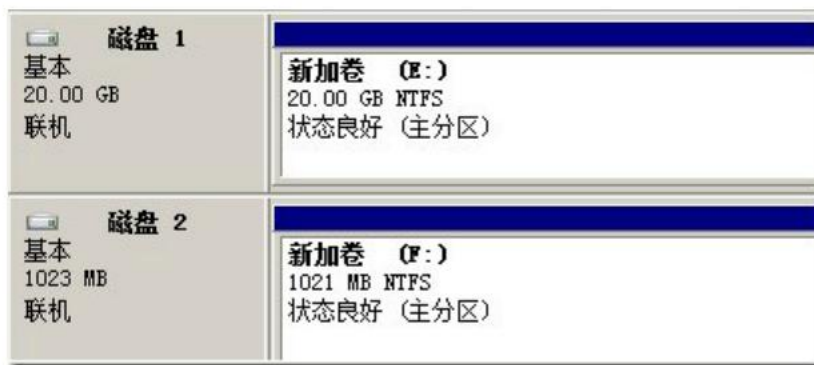 磁盘 1
基本
20.00 GB
联机
新加卷 (E:)
20.00 GB NTFS
状态良好 (主分区)
磁盘 2
基本
1023 MB
联机
新加卷 (F:)
1021 MB NTFS
状态良好 (主分区)